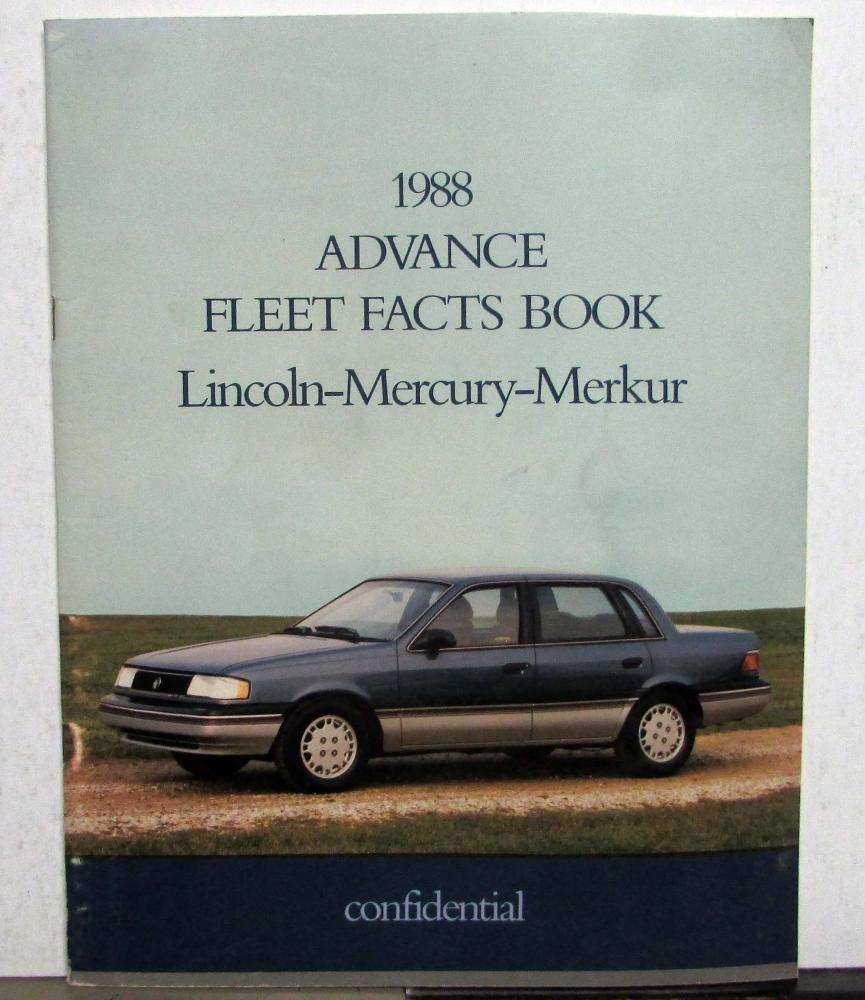 1988
ADVANCE
FLEET FACTS BOOK
Lincoln-Mercury-Merkur
confidential